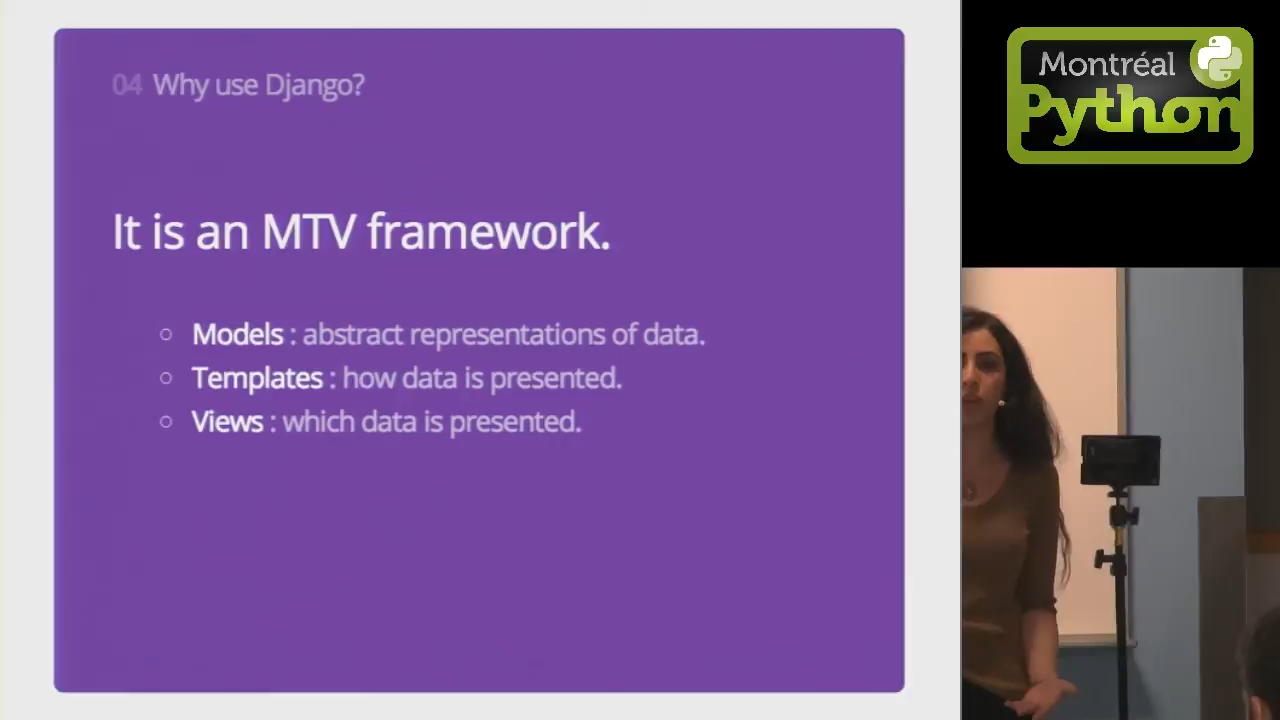 04 Why use Django?
It is an MTV framework.
Models : abstract representations of data.
Templates : how data is presented.
Views : which data is presented.
Montréal
Python